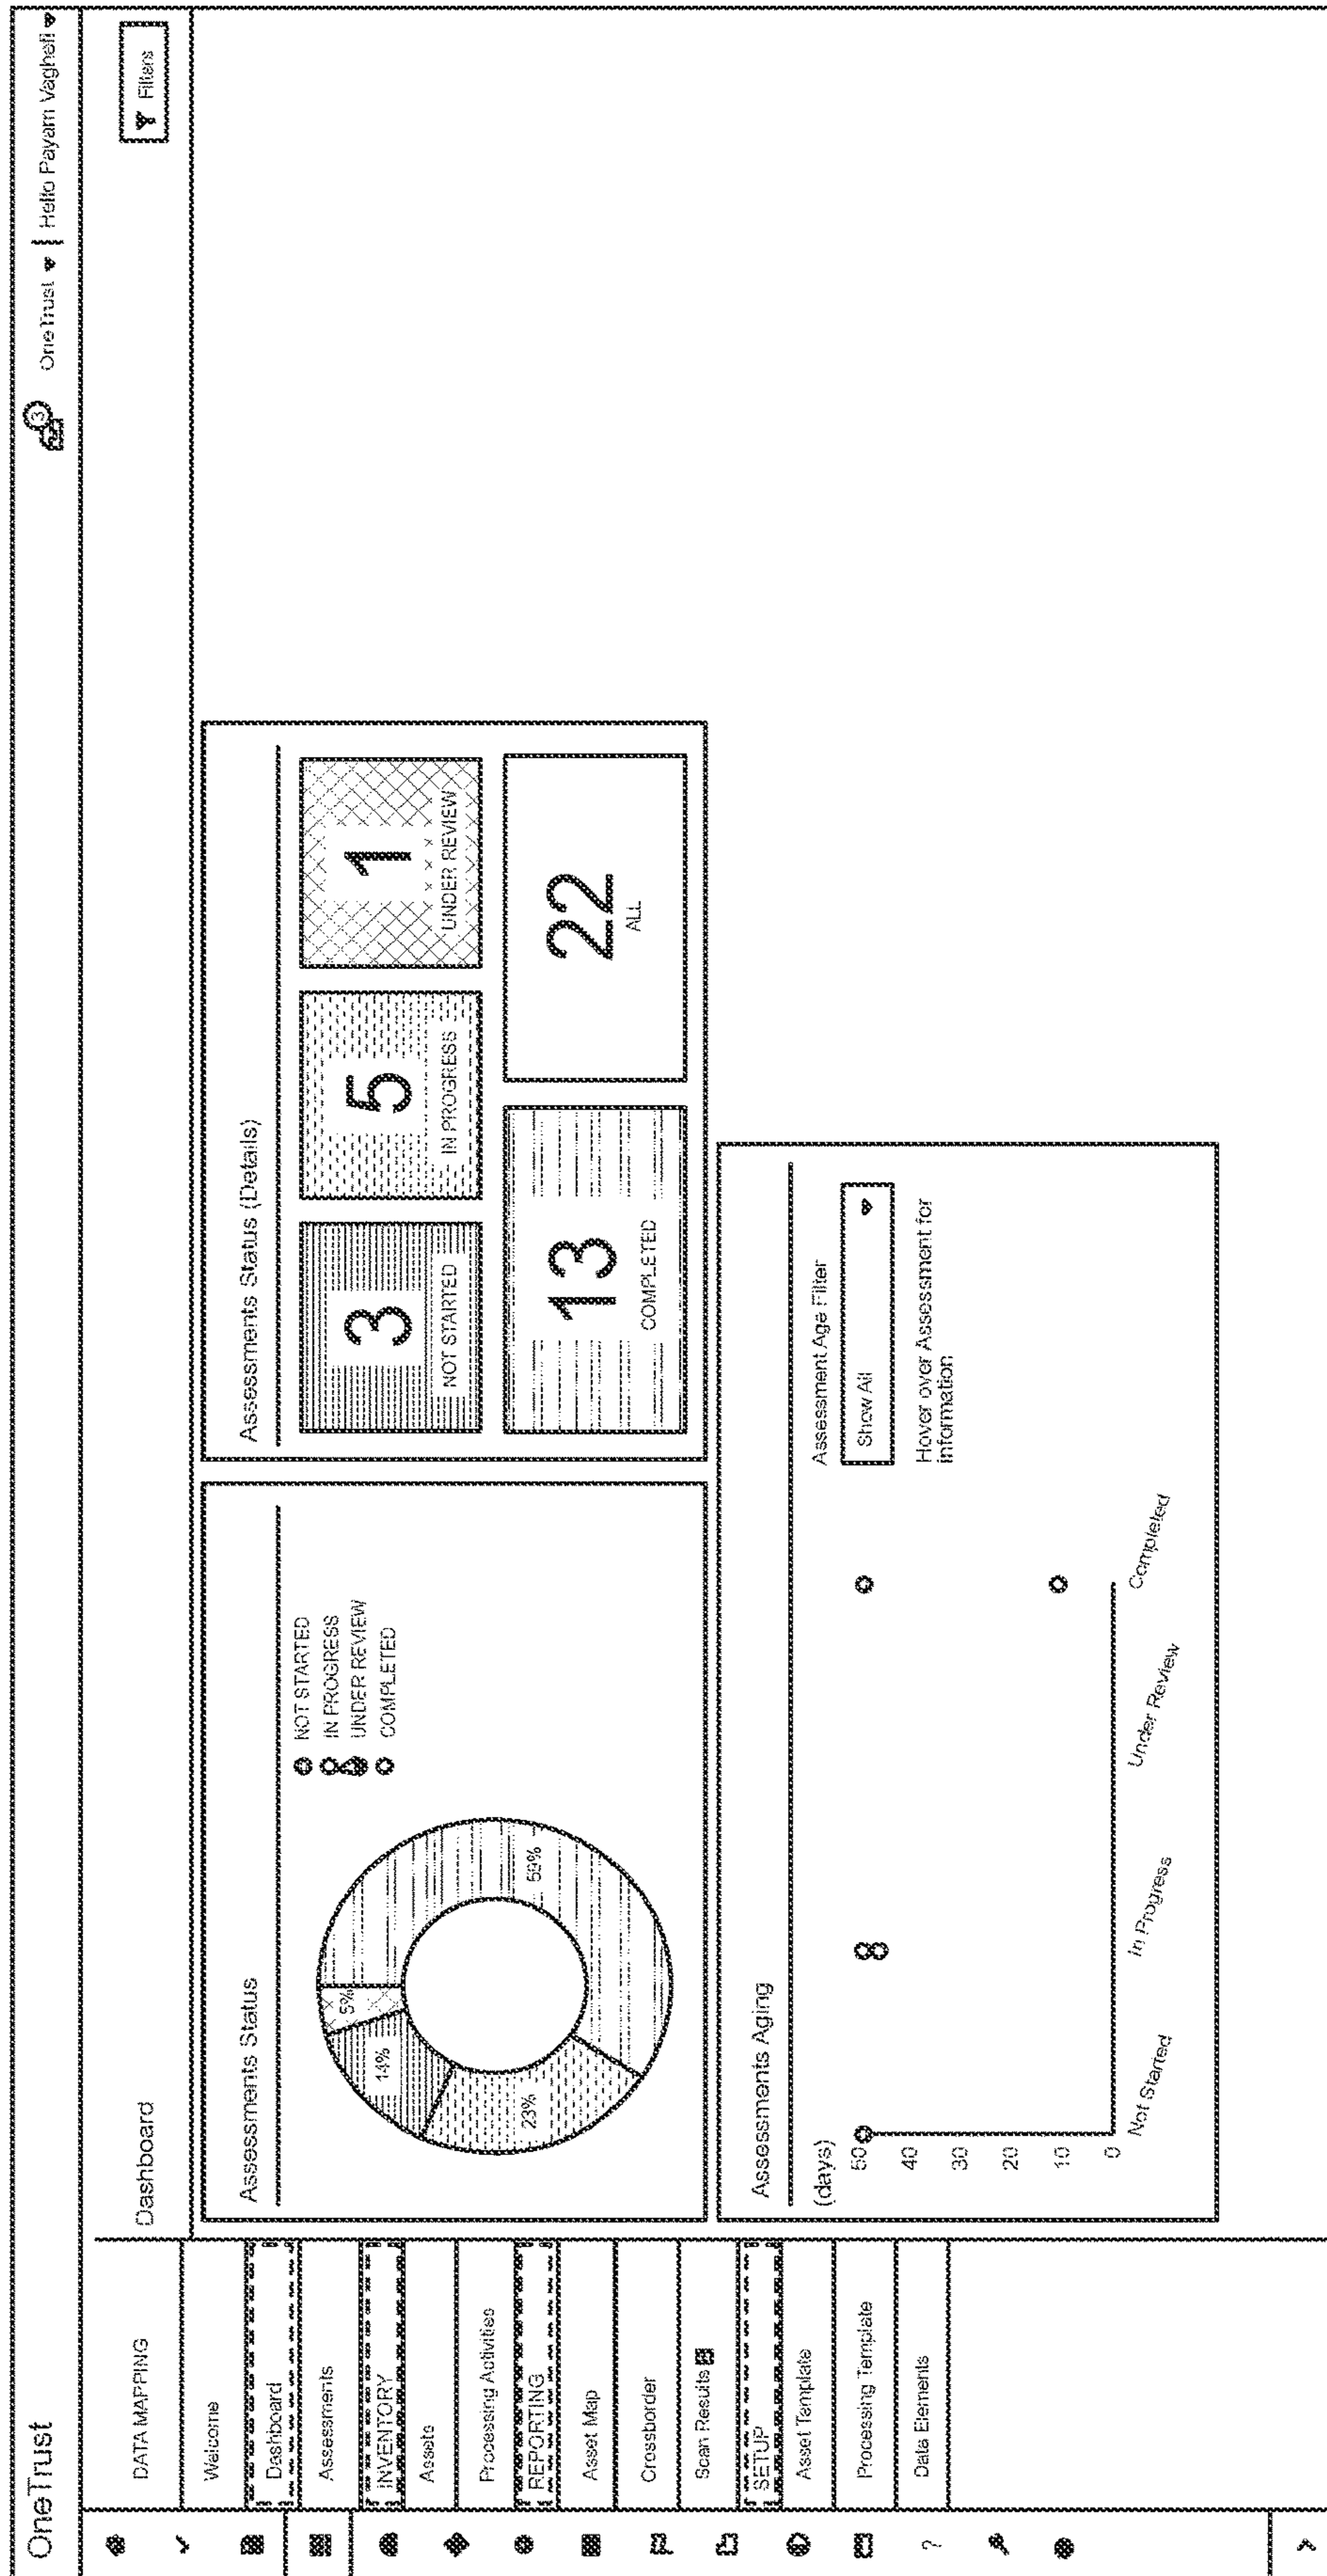 OneTrust
3
OneTrust
Hello Payam Vagheti
DATA MAPPING
Welcome
Dashboard
Assessments
INVENTORY
Assets
Processing Activities
REPORTING
Asset Map
Crossborder
Scan Results
SETUP
Asset Template
Processing Template
Data Elements
?
Dashboard
Filters
Assessments Status
NOT STARTED
IN PROGRESS
UNDER REVIEW
COMPLETED
5%
14%
23%
59%
Assessments Status (Details)
3
NOT STARTED
5
IN PROGRESS
1
UNDER REVIEW
13
COMPLETED
22
ALL
Assessments Aging
(days)
50
40
30
20
10
0
Not Started
In Progress
Under Review
Completed
Assessment Age Filter
Show All
Hover over Assessment for
information